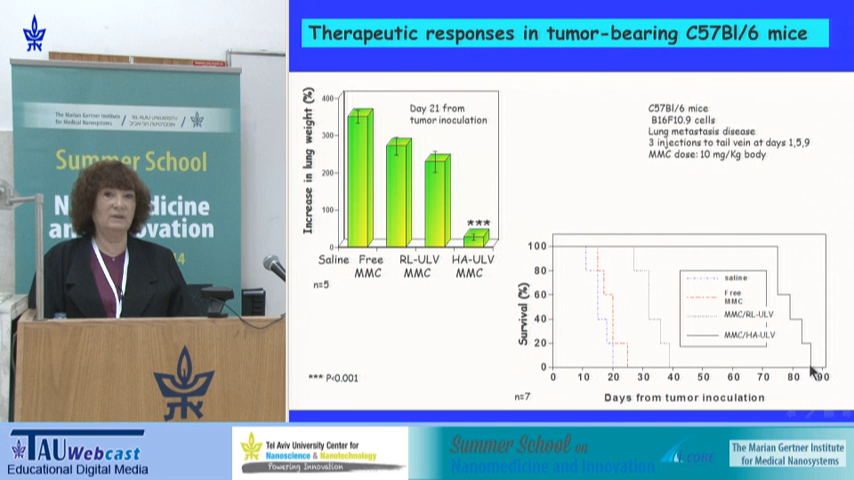 Therapeutic responses in tumor-bearing C57Bl/6 mice
The Marian Gertner Institute
for Medical Nanosystems
Summer School
14
Increase in lung weight (%)
400
300
200
100
0
Day 21 from
tumor inoculation
***
Saline Free RL-ULV HA-ULV
MMC MMC MMC
n=5
*** P<0.001
C57Bl/6 mice
B16F10.9 cells
Lung metastasis disease
3 injections to tail vein at days 1,5,9
MMC dose: 10 mg/Kg body
Survival (%)
100
80
60
40
20
0
saline
Free
MMC
MMC/RL-ULV
MMC/HA-ULV
0 10 20 30 40 50 60 70 80 90
n=7
Days from tumor inoculation
TAUWebcast
Educational Digital Media
Tel Aviv University Center for
Nanoscience & Nanotechnology
Powering Innovation
Summer School on
Nanomedicine and Innovation
I-CORE
The Marian Gertner Institute
for Medical Nanosystems